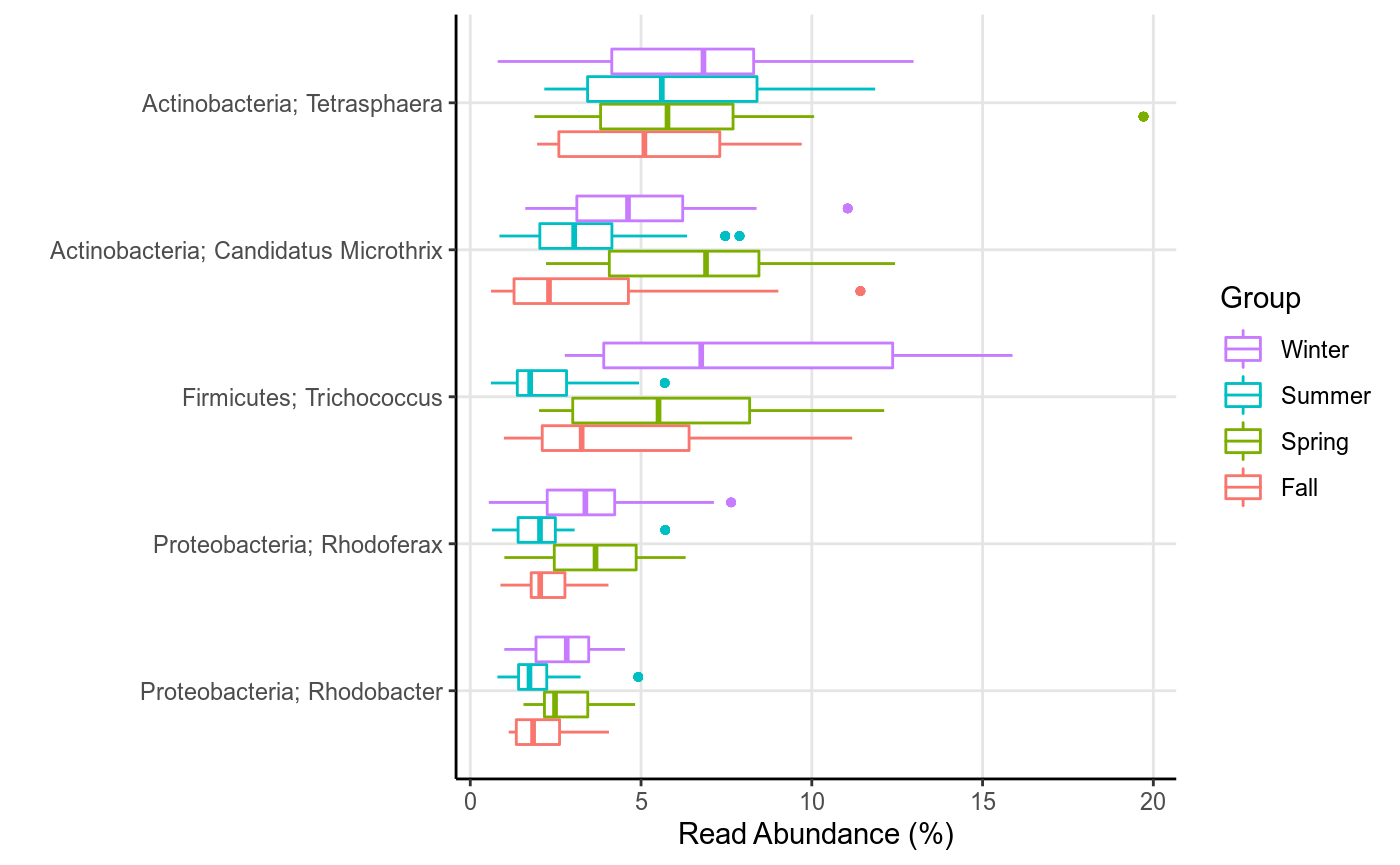 Actinobacteria; Tetrasphaera
Actinobacteria; Candidatus Microthrix
Firmicutes; Trichococcus
Proteobacteria; Rhodoferax
Proteobacteria; Rhodobacter
0 5 10 15 20
Read Abundance (%)
Group
Winter
Summer
Spring
Fall